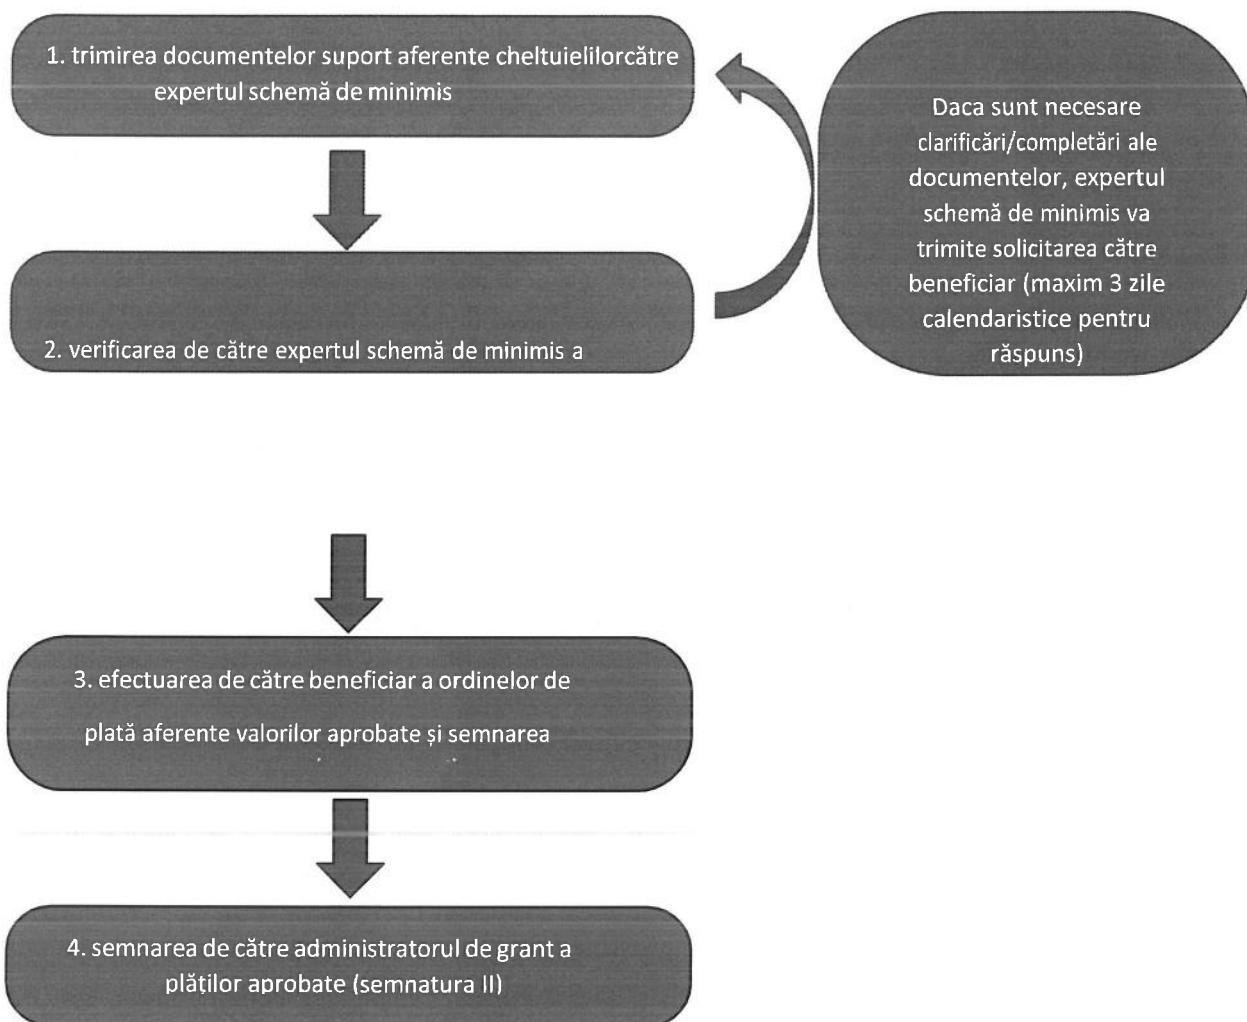 1. trimirea documentelor suport aferente cheltuielilorcătre
expertul schemă de minimis
Daca sunt necesare
clarificări/completări ale
documentelor, expertul
schemă de minimis va
trimite solicitarea către
beneficiar (maxim 3 zile
calendaristice pentru
răspuns)
2. verificarea de către expertul schemă de minimis a
3. efectuarea de către beneficiar a ordinelor de
plată aferente valorilor aprobate și semnarea
4. semnarea de către administratorul de grant a
plăților aprobate (semnatura II)